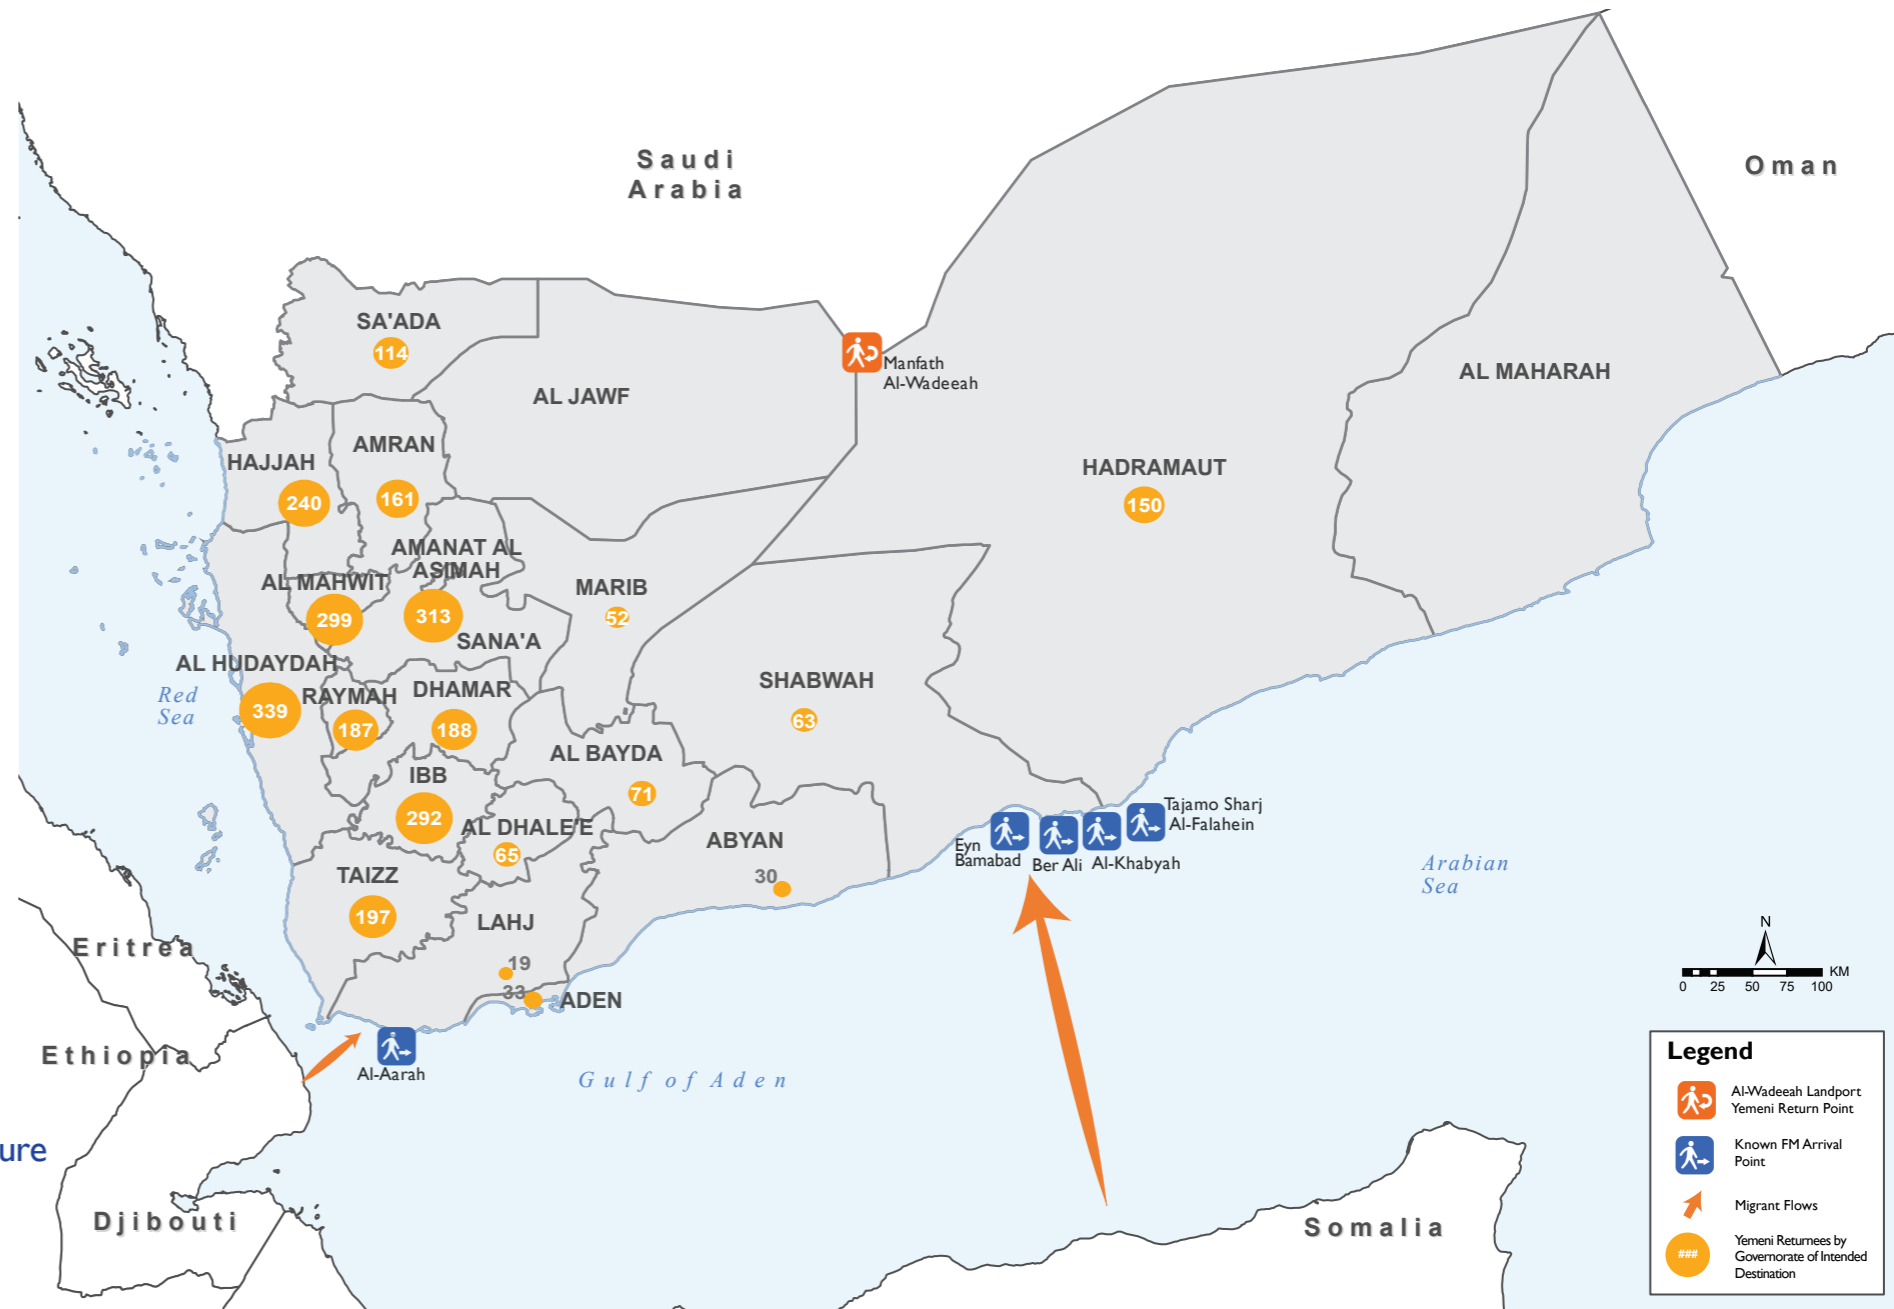 Saudi
Arabia
Oman
SA'ADA
114
Manfath
Al-Wadeeah
AL JAWF
AL MAHARAH
HAJJAH
240
AMRAN
161
HADRAMAUT
150
AMANAT AL
ASIMAH
313
AL MAHWIT
299
MARIB
52
SANA'A
AL HUDAYDAH
339
Red
Sea
RAYMAH
187
DHAMAR
188
SHABWAH
63
AL BAYDA
71
IBB
292
AL DHALE'E
65
ABYAN
30
TAIZZ
197
LAHJ
19
33
ADEN
Eyn
Bamabad
Ber Ali
Al-Khabyah
Tajamo Sharj
Al-Falahein
Arabian
Sea
Eritrea
Ethiopia
Al-Aarah
Gulf of Aden
ure
Djibouti
Somalia
N
KM
0 25 50 75 100
Legend
Al-Wadeeah Landport
Yemeni Return Point
Known FM Arrival
Point
Migrant Flows
###
Yemeni Returnees by
Governorate of Intended
Destination